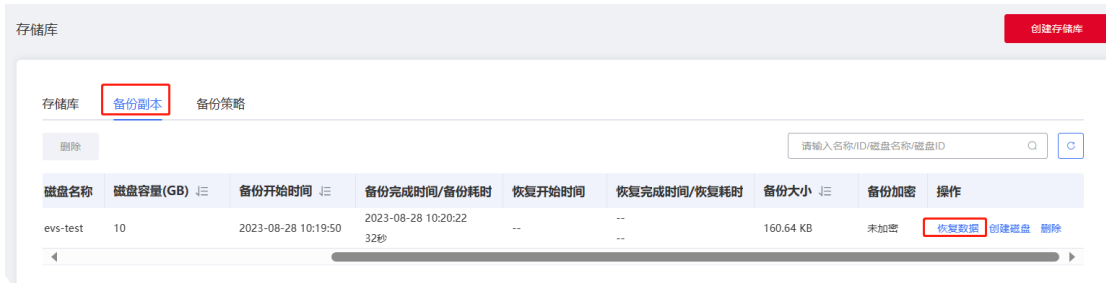 存储库
创建存储库
存储库 备份副本 备份策略
删除
请输入名称/ID/磁盘名称/磁盘ID
磁盘名称 磁盘容量(GB) 备份开始时间 备份完成时间/备份耗时 恢复开始时间 恢复完成时间/恢复耗时 备份大小 备份加密 操作
evs-test 10 2023-08-28 10:19:50 2023-08-28 10:20:22 -- -- 160.64 KB 未加密 恢复数据 创建磁盘 删除
32秒 --